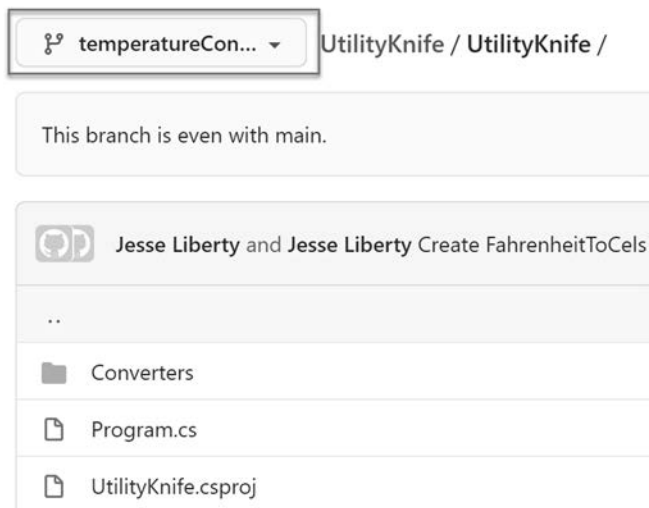 temperatureCon... UtilityKnife / UtilityKnife /
This branch is even with main.
Jesse Liberty and Jesse Liberty Create FahrenheitToCels
..
Converters
Program.cs
UtilityKnife.csproj